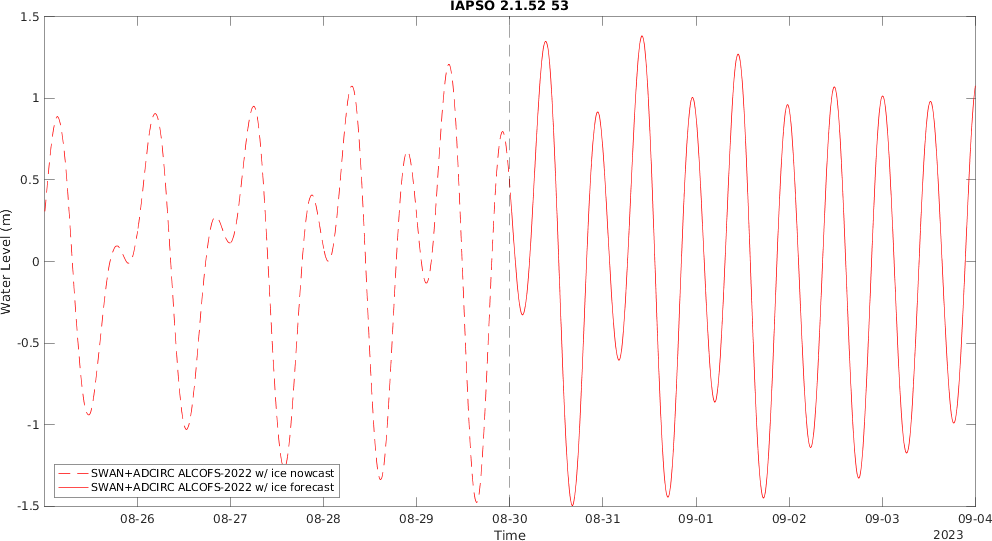 IAPSO 2.1.52 53
1.5
1
0.5
0
-0.5
-1
-1.5
Water Level (m)
SWAN+ADCIRC ALCOFS-2022 w/ ice nowcast
SWAN+ADCIRC ALCOFS-2022 w/ ice forecast
08-26 08-27 08-28 08-29 08-30 08-31 09-01 09-02 09-03 09-04
Time
2023